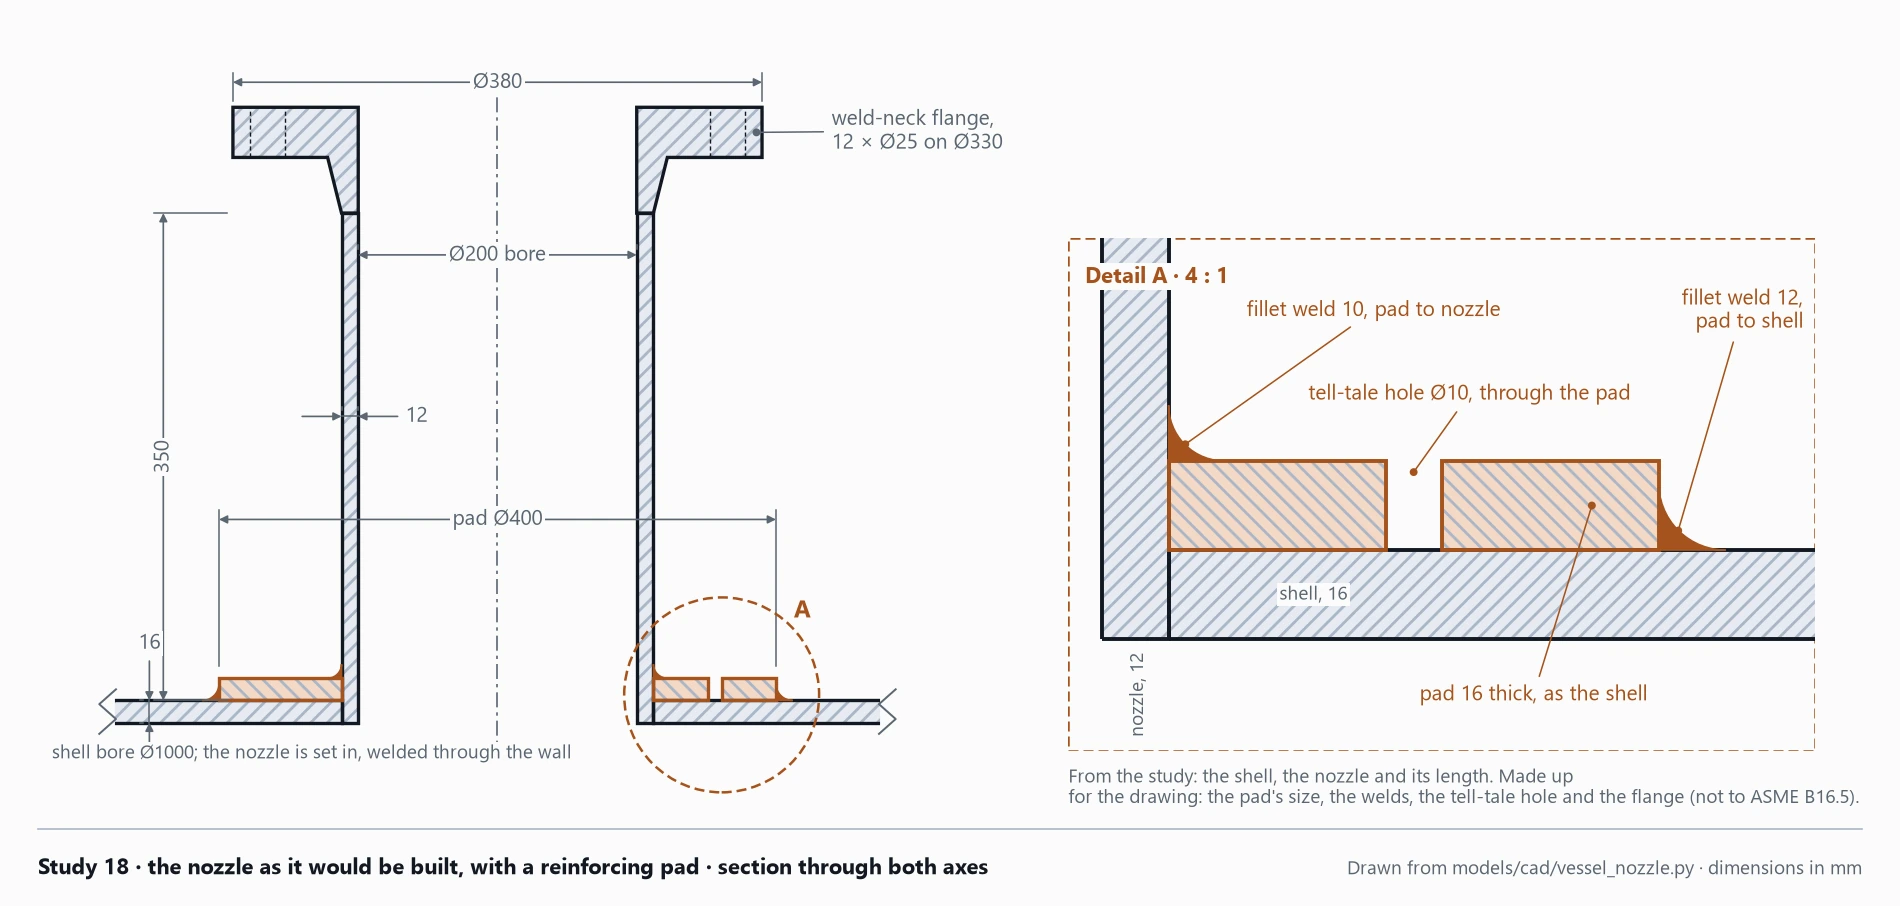 Ø380
weld-neck flange,
12 × Ø25 on Ø330
Ø200 bore
12
350
pad Ø400
16
A
shell bore Ø1000; the nozzle is set in, welded through the wall
Detail A · 4 : 1
fillet weld 10, pad to nozzle
fillet weld 12,
pad to shell
tell-tale hole Ø10, through the pad
shell, 16
nozzle, 12
pad 16 thick, as the shell
From the study: the shell, the nozzle and its length. Made up
for the drawing: the pad's size, the welds, the tell-tale hole and the flange (not to ASME B16.5).
Study 18 · the nozzle as it would be built, with a reinforcing pad · section through both axes
Drawn from models/cad/vessel_nozzle.py · dimensions in mm